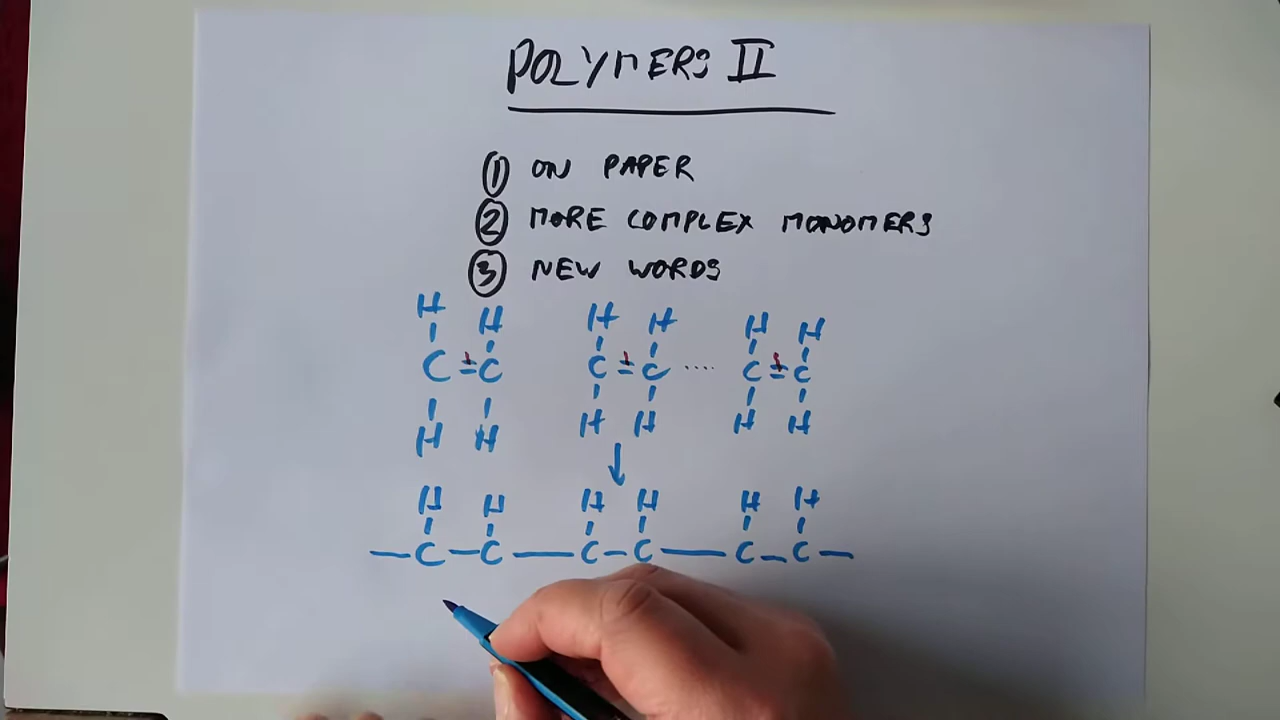 POLYMERS II
① ON PAPER
② MORE COMPLEX MONOMERS
③ NEW WORDS
H H H H H H
C=C C=C .... C=C
H H H H H H
↓
H H H H H H
—C—C—C—C—C—C—